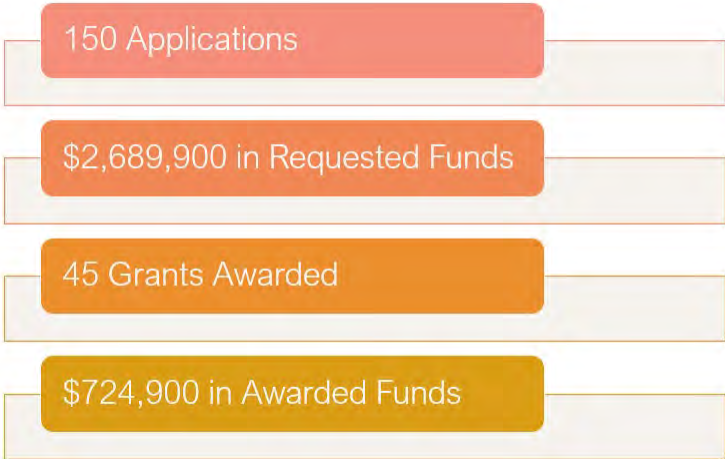 150 Applications
$2,689,900 in Requested Funds
45 Grants Awarded
$724,900 in Awarded Funds